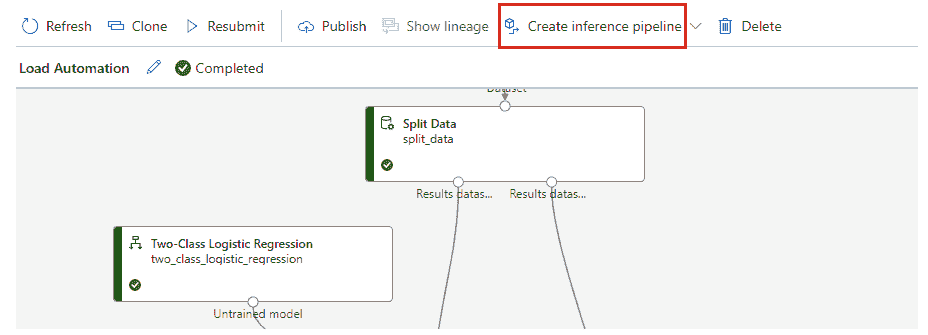 Refresh Clone Resubmit Publish Show lineage Create inference pipeline Delete
Load Automation Completed
Dataset
Split Data
split_data
Results datas... Results datas...
Two-Class Logistic Regression
two_class_logistic_regression
Untrained model